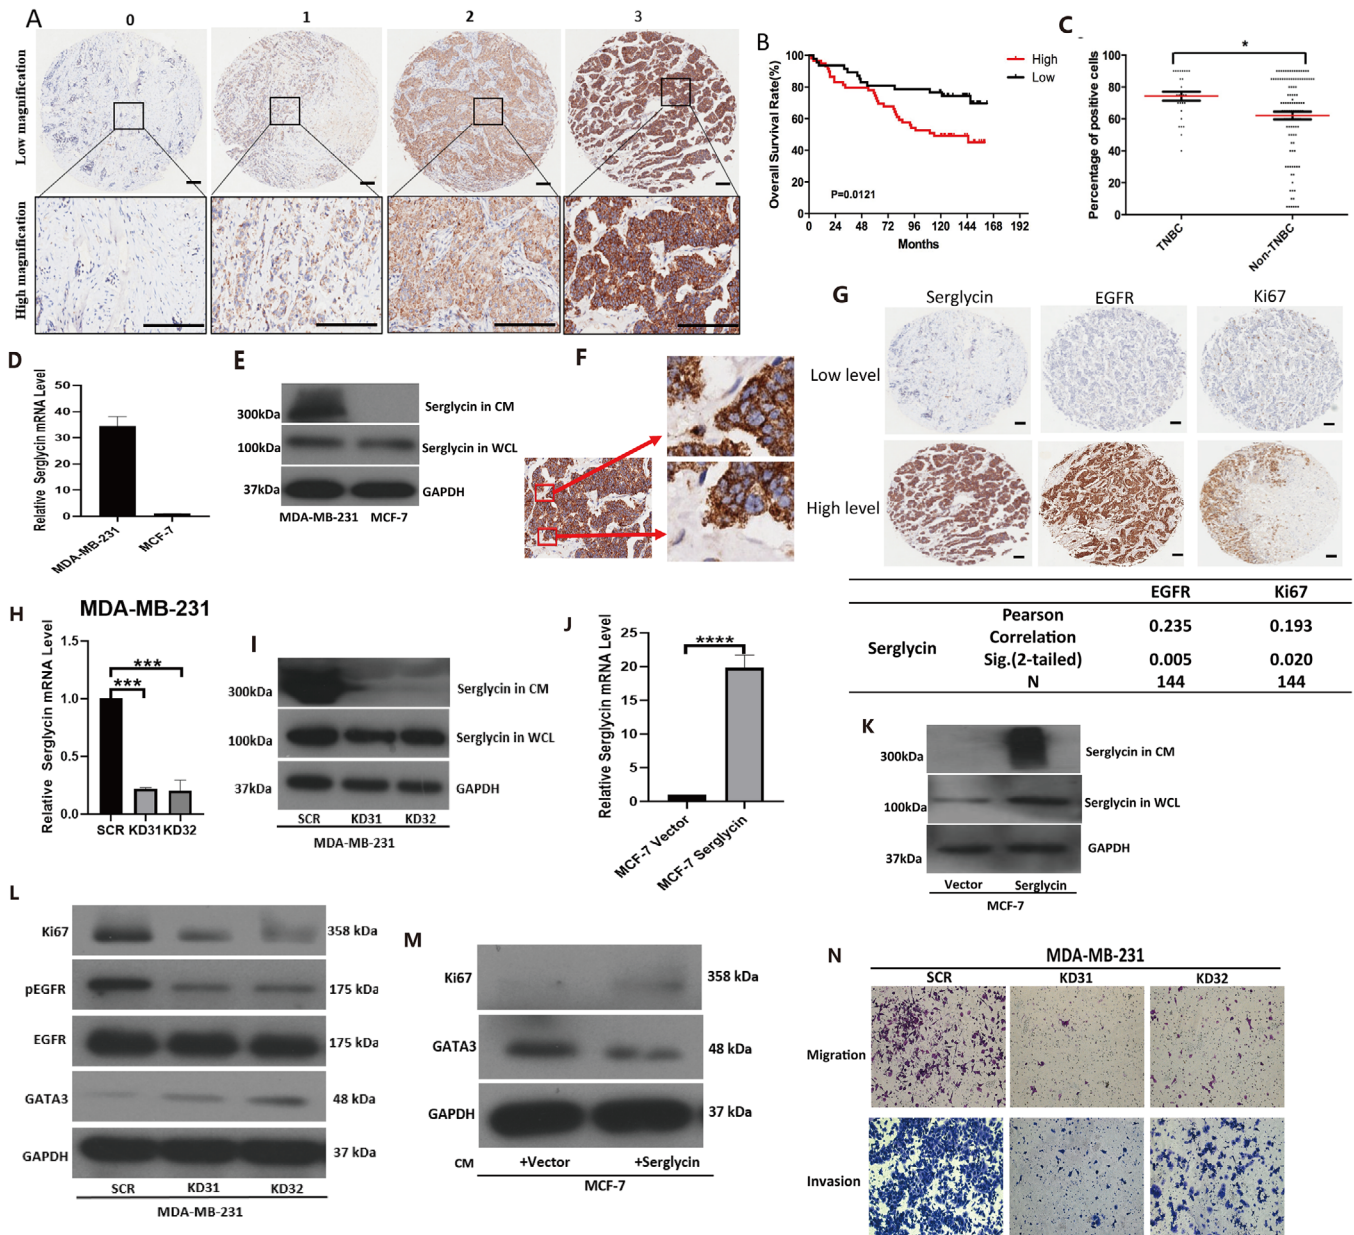 A
0 1 2 3
Low magnification
High magnification
B
Overall Survival Rate(%)
100
80
60
40
20
0
High
Low
P=0.0121
0 24 48 72 96 120 144 168 192
Months
C
*
Percentage of positive cells
100
80
60
40
20
0
TNBC
Non-TNBC
D
Relative Serglycin mRNA Level
50
40
30
20
10
0
MDA-MB-231
MCF-7
E
300kDa Serglycin in CM
100kDa Serglycin in WCL
37kDa GAPDH
MDA-MB-231 MCF-7
F
G
Serglycin EGFR Ki67
Low level
High level
EGFR Ki67
Serglycin
Pearson Correlation 0.235 0.193
Sig.(2-tailed) 0.005 0.020
N 144 144
H
MDA-MB-231
Relative Serglycin mRNA Level
1.5
1.0
0.5
0.0
***
***
SCR KD31 KD32
I
300kDa Serglycin in CM
100kDa Serglycin in WCL
37kDa GAPDH
SCR KD31 KD32
MDA-MB-231
J
Relative Serglycin mRNA Level
25
20
15
10
5
0
****
MCF-7 Vector
MCF-7 Serglycin
K
300kDa Serglycin in CM
100kDa Serglycin in WCL
37kDa GAPDH
Vector Serglycin
MCF-7
L
Ki67 358 kDa
pEGFR 175 kDa
EGFR 175 kDa
GATA3 48 kDa
GAPDH 37 kDa
SCR KD31 KD32
MDA-MB-231
M
Ki67 358 kDa
GATA3 48 kDa
GAPDH 37 kDa
CM +Vector +Serglycin
MCF-7
N
MDA-MB-231
SCR KD31 KD32
Migration
Invasion